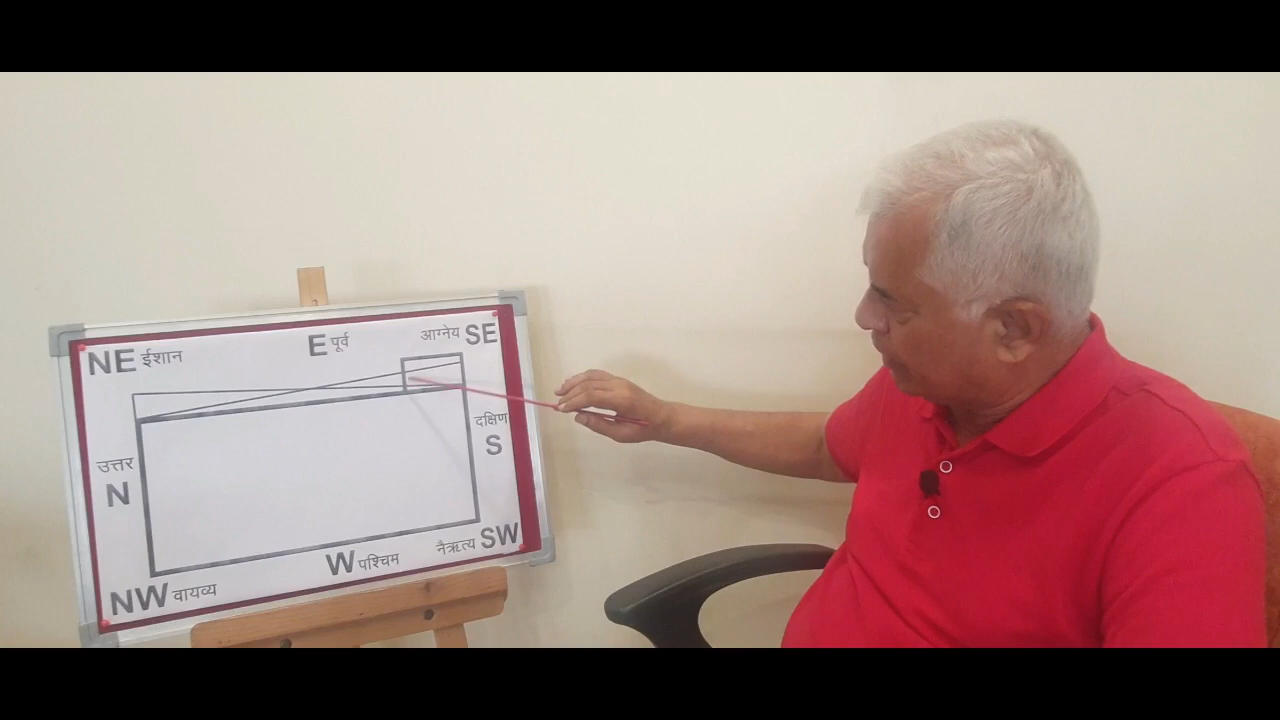 NE ईशान
E पूर्व
आग्नेय SE
उत्तर
N
दक्षिण
S
NW वायव्य
W पश्चिम
नैऋत्य SW